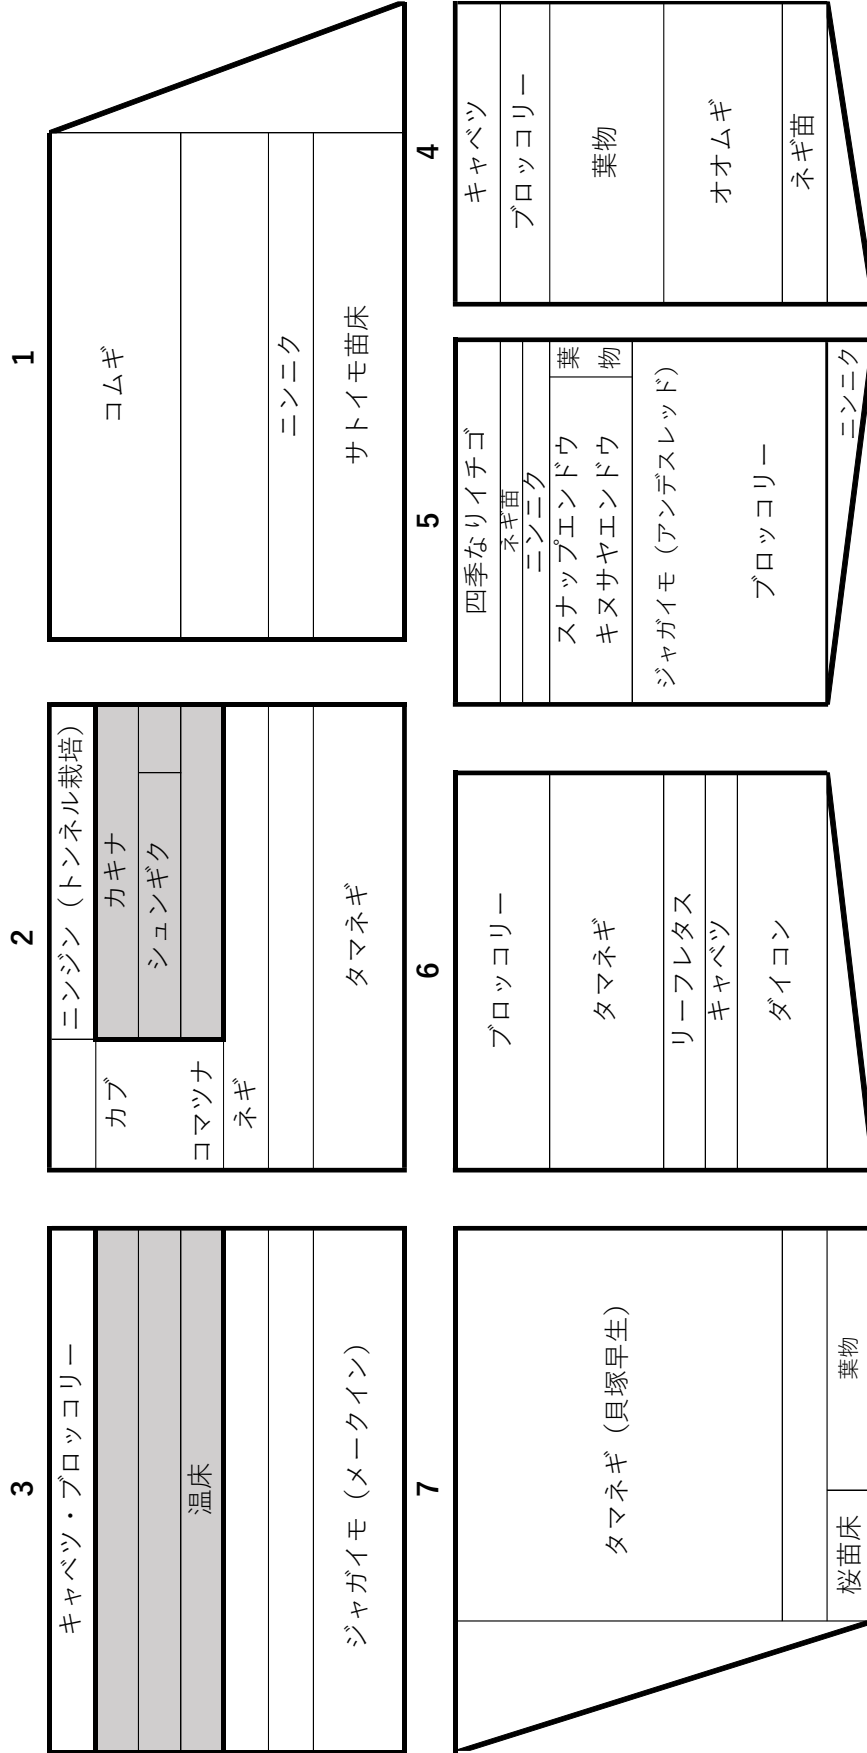 3
キャベツ・ブロッコリー
温床
ジャガイモ（メークイン）
2
ニンジン（トンネル栽培）
カキナ
シュンギク
カブ
コマツナ
ネギ
タマネギ
1
コムギ
ニンニク
サトイモ苗床
7
タマネギ（貝塚早生）
桜苗床
葉物
6
ブロッコリー
タマネギ
リーフレタス
キャベツ
ダイコン
5
四季なりイチゴ
ネギ苗
ニンニク
スナップエンドウ
キヌサヤエンドウ
葉
物
ジャガイモ（アンデスレッド）
ブロッコリー
ニンニク
4
キャベツ
ブロッコリー
葉物
オオムギ
ネギ苗